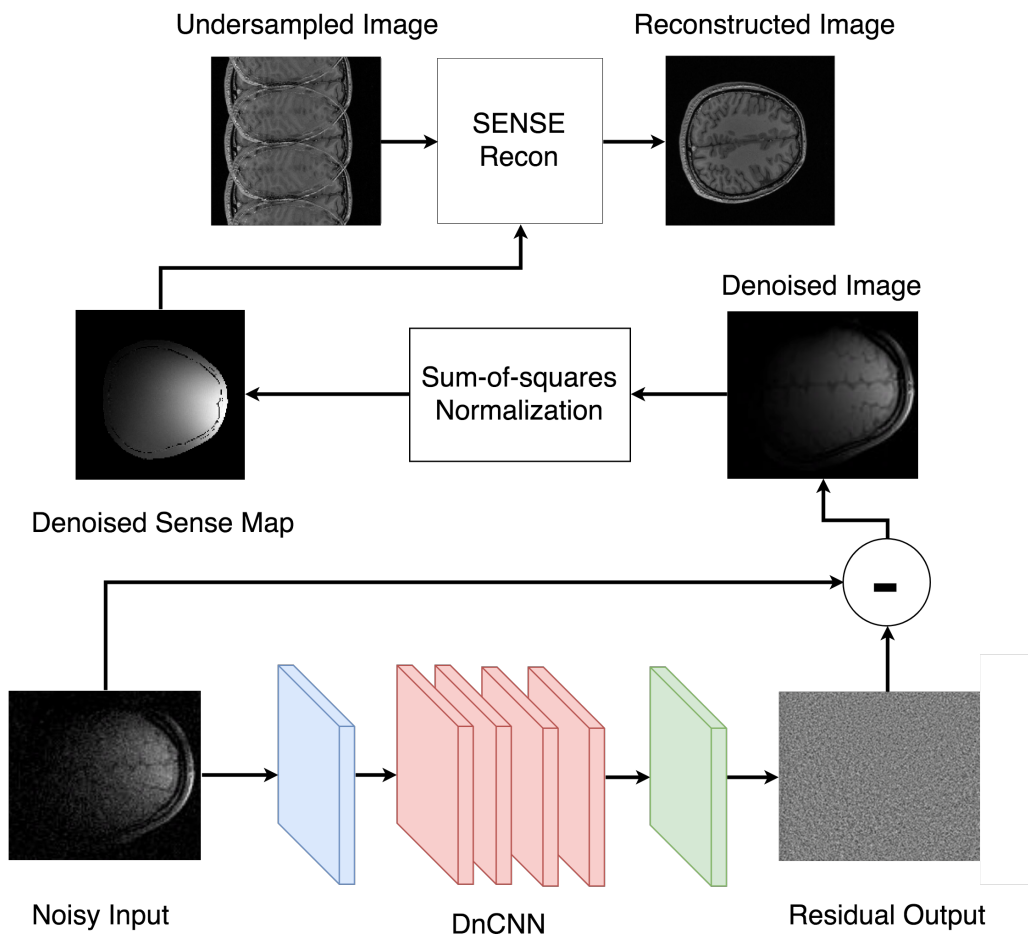 Undersampled Image
Reconstructed Image
SENSE
Recon
Denoised Image
Sum-of-squares
Normalization
Denoised Sense Map
-
Noisy Input
DnCNN
Residual Output